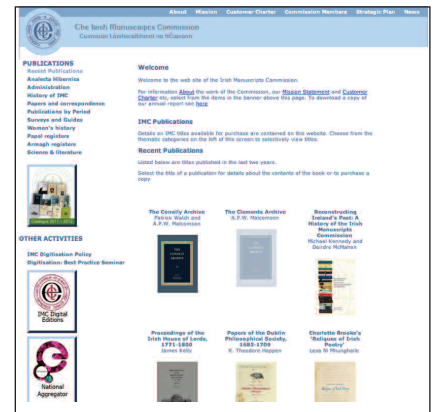 About Mission Customer Charter Commission Members Strategic Plan News
The Irish Manuscripts Commission
Coimisiún Láimhscríbhinní na hÉireann
PUBLICATIONS
Recent Publications
Analecta Hibernica
Administration
History of IMC
Papers and correspondence
Publications by Period
Surveys and Guides
Women's history
Papal registers
Armagh registers
Science & literature
Catalogue 2011-2012
OTHER ACTIVITIES
IMC Digitisation Policy
Digitisation: Best Practice Seminar
IMC Digital
Editions
National
Aggregator
Welcome
Welcome to the web site of the Irish Manuscripts Commission.
For information About the work of the Commission, our Mission Statement and Customer
Charter etc, select from the items in the banner above this page. To download a copy of
our annual report see here
IMC Publications
Details on IMC titles available for purchase are contained on this website. Choose from the
thematic categories on the left of this screen to selectively view titles.
Recent Publications
Listed below are titles published in the last two years.
Select the title of a publication for details about the contents of the book or to purchase a
copy
The Conolly Archive
Patrick Walsh and
A.P.W. Malcomson
The Clements Archive
A.P.W. Malcomson
Reconstructing
Ireland's Past: A
History of the Irish
Manuscripts
Commission
Michael Kennedy and
Deirdre McMahon
Proceedings of the
Irish House of Lords,
1771-1800
James Kelly
Papers of the Dublin
Philosophical Society,
1683-1709
K. Theodore Hoppen
Charlotte Brooke's
'Reliques of Irish
Poetry'
Lesa Ní Mhunghaile